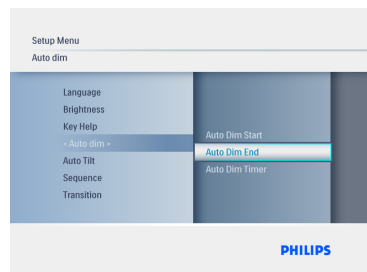 Setup Menu
Auto dim
Language
Brightness
Key Help
< Auto dim >
Auto Tilt
Sequence
Transition
Auto Dim Start
Auto Dim End
Auto Dim Timer
PHILIPS